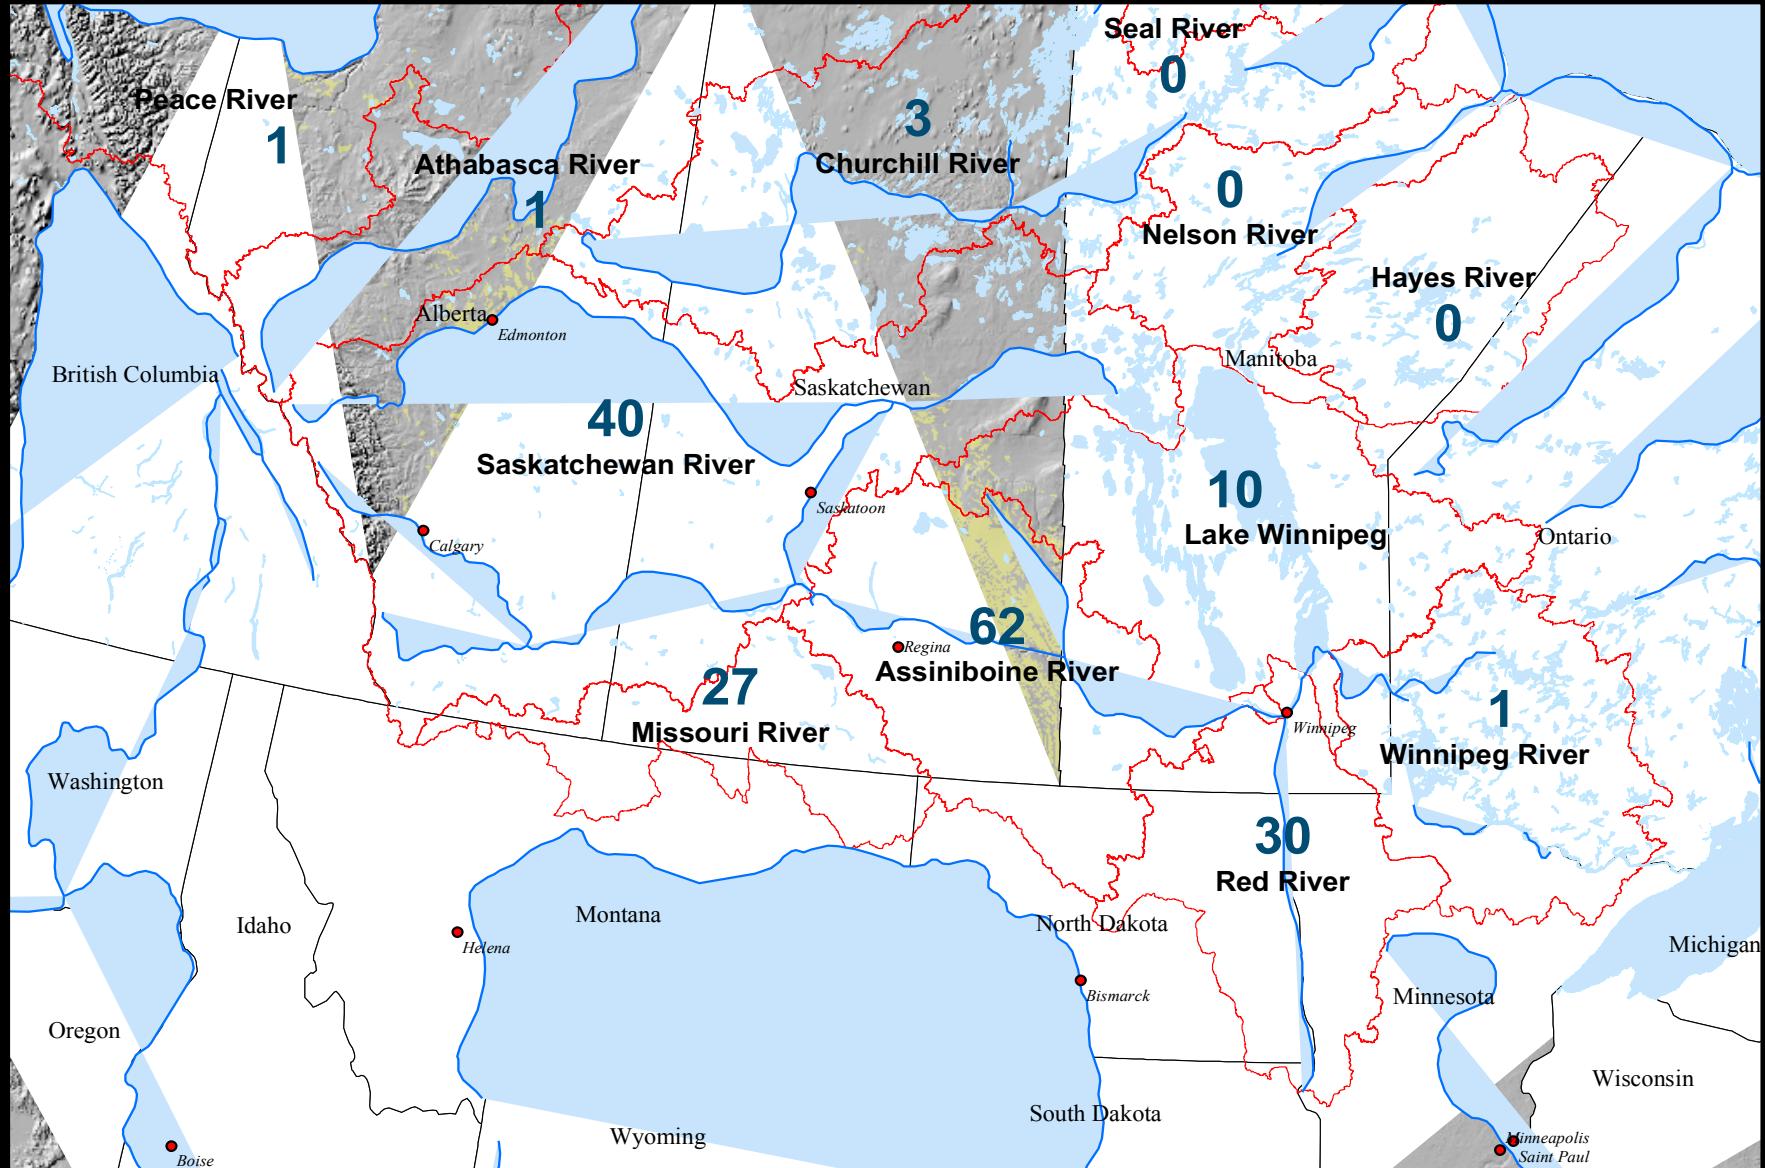 Seal River
0
Peace River
1
3
Churchill River
Athabasca River
1
0
Nelson River
Hayes River
0
Alberta
Edmonton
Manitoba
British Columbia
Saskatchewan
40
Saskatchewan River
10
Lake Winnipeg
Saskatoon
Ontario
Calgary
62
Regina
Assiniboine River
27
Missouri River
1
Winnipeg
Winnipeg River
Washington
30
Red River
Montana
Idaho
North Dakota
Helena
Michigan
Bismarck
Minnesota
Oregon
Wisconsin
South Dakota
Wyoming
Minneapolis
Saint Paul
Boise